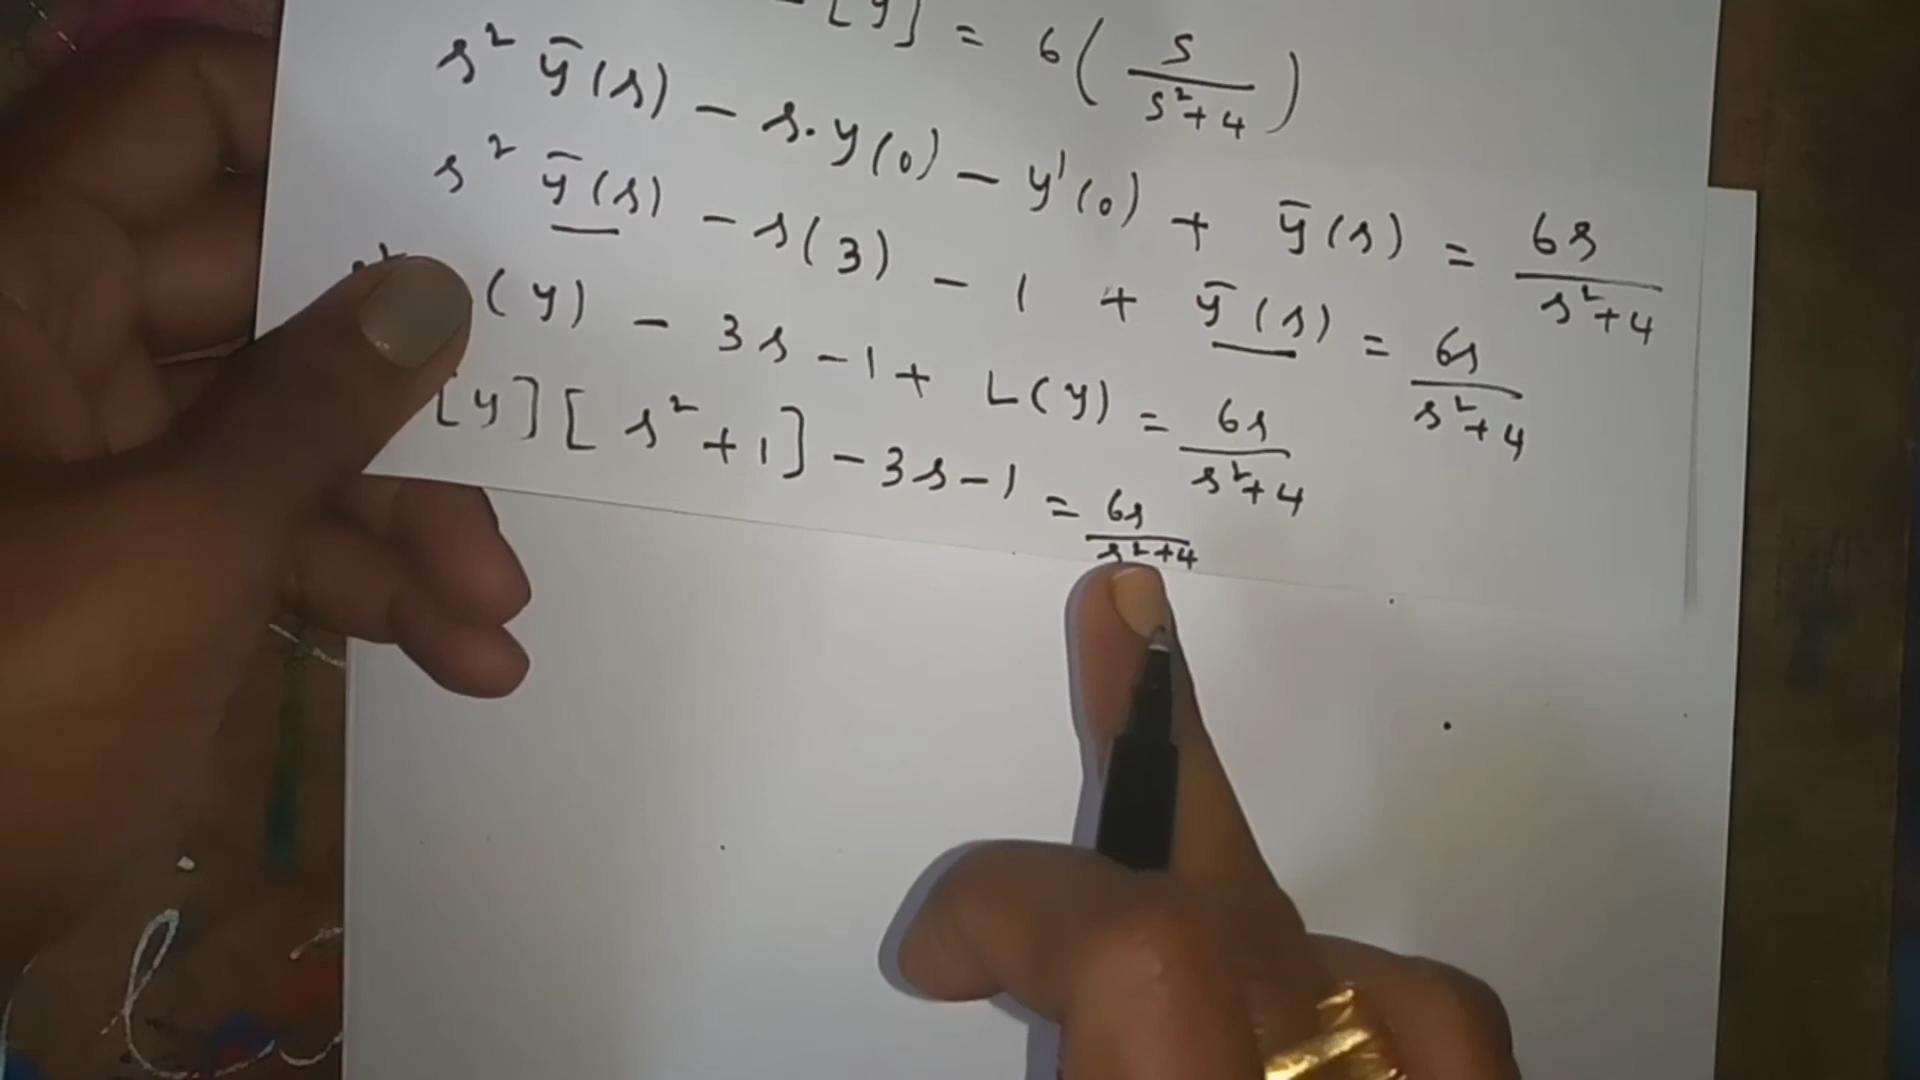 [y] = 6(s/(s²+4))
s² ȳ(s) - s.y(0) - y'(0) + ȳ(s) = 6s/(s²+4)
s² ȳ(s) - s(3) - 1 + ȳ(s) = 6s/(s²+4)
(y) - 3s - 1 + L(y) = 6s/(s²+4)
[y][s²+1] - 3s - 1 = 6s/(s²+4)